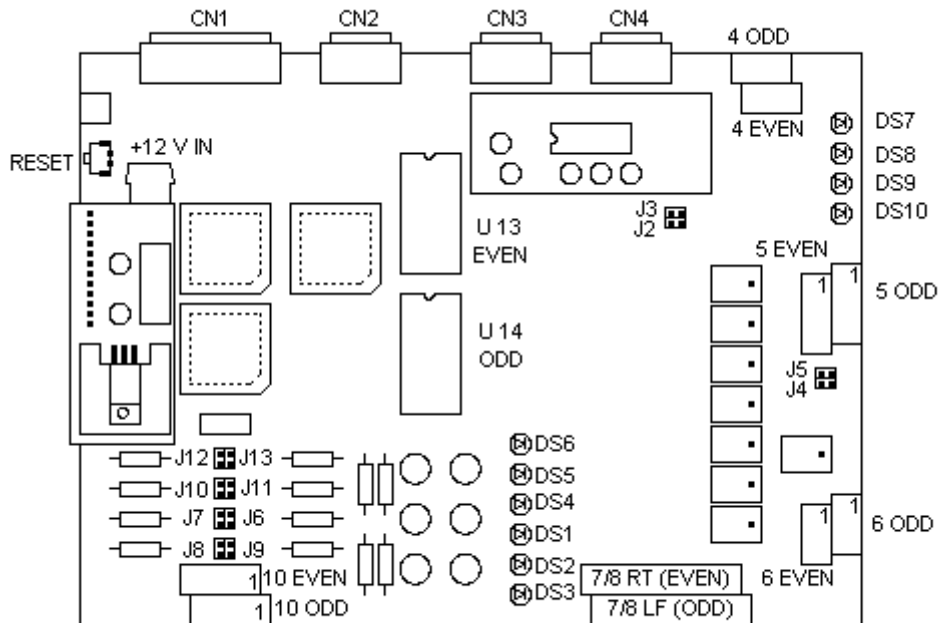 CN1 CN2 CN3 CN4
4 ODD
4 EVEN
DS7
DS8
DS9
DS10
RESET
+12 V IN
U 13
EVEN
J3
J2
5 EVEN
1
1
5 ODD
U 14
ODD
J5
J4
DS6
DS5
DS4
DS1
DS2
DS3
J12 J13
J10 J11
J7 J6
J8 J9
1 10 EVEN
1 10 ODD
1
1
6 ODD
6 EVEN
7/8 RT (EVEN)
7/8 LF (ODD)